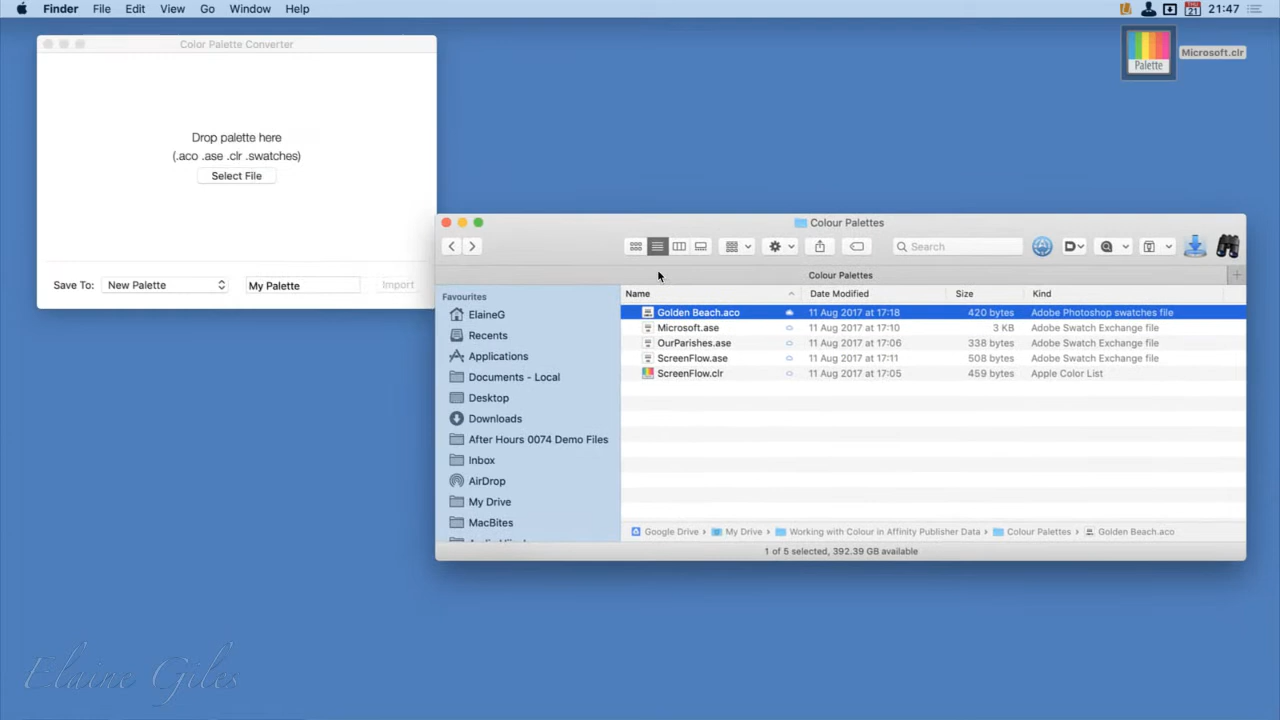 Finder File Edit View Go Window Help
THU 21 21:47
Color Palette Converter
Palette
Microsoft.clr
Drop palette here
(.aco .ase .clr .swatches)
Select File
Save To: New Palette My Palette Import
Colour Palettes
Search
Colour Palettes
Name Date Modified Size Kind
Golden Beach.aco 11 Aug 2017 at 17:18 420 bytes Adobe Photoshop swatches file
Microsoft.ase 11 Aug 2017 at 17:10 3 KB Adobe Swatch Exchange file
OurParishes.ase 11 Aug 2017 at 17:06 338 bytes Adobe Swatch Exchange file
ScreenFlow.ase 11 Aug 2017 at 17:11 508 bytes Adobe Swatch Exchange file
ScreenFlow.clr 11 Aug 2017 at 17:05 459 bytes Apple Color List
Favourites
ElaineG
Recents
Applications
Documents - Local
Desktop
Downloads
After Hours 0074 Demo Files
Inbox
AirDrop
My Drive
MacBites
Google Drive › My Drive › Working with Colour in Affinity Publisher Data › Colour Palettes › Golden Beach.aco
1 of 5 selected, 392.39 GB available
Elaine Giles